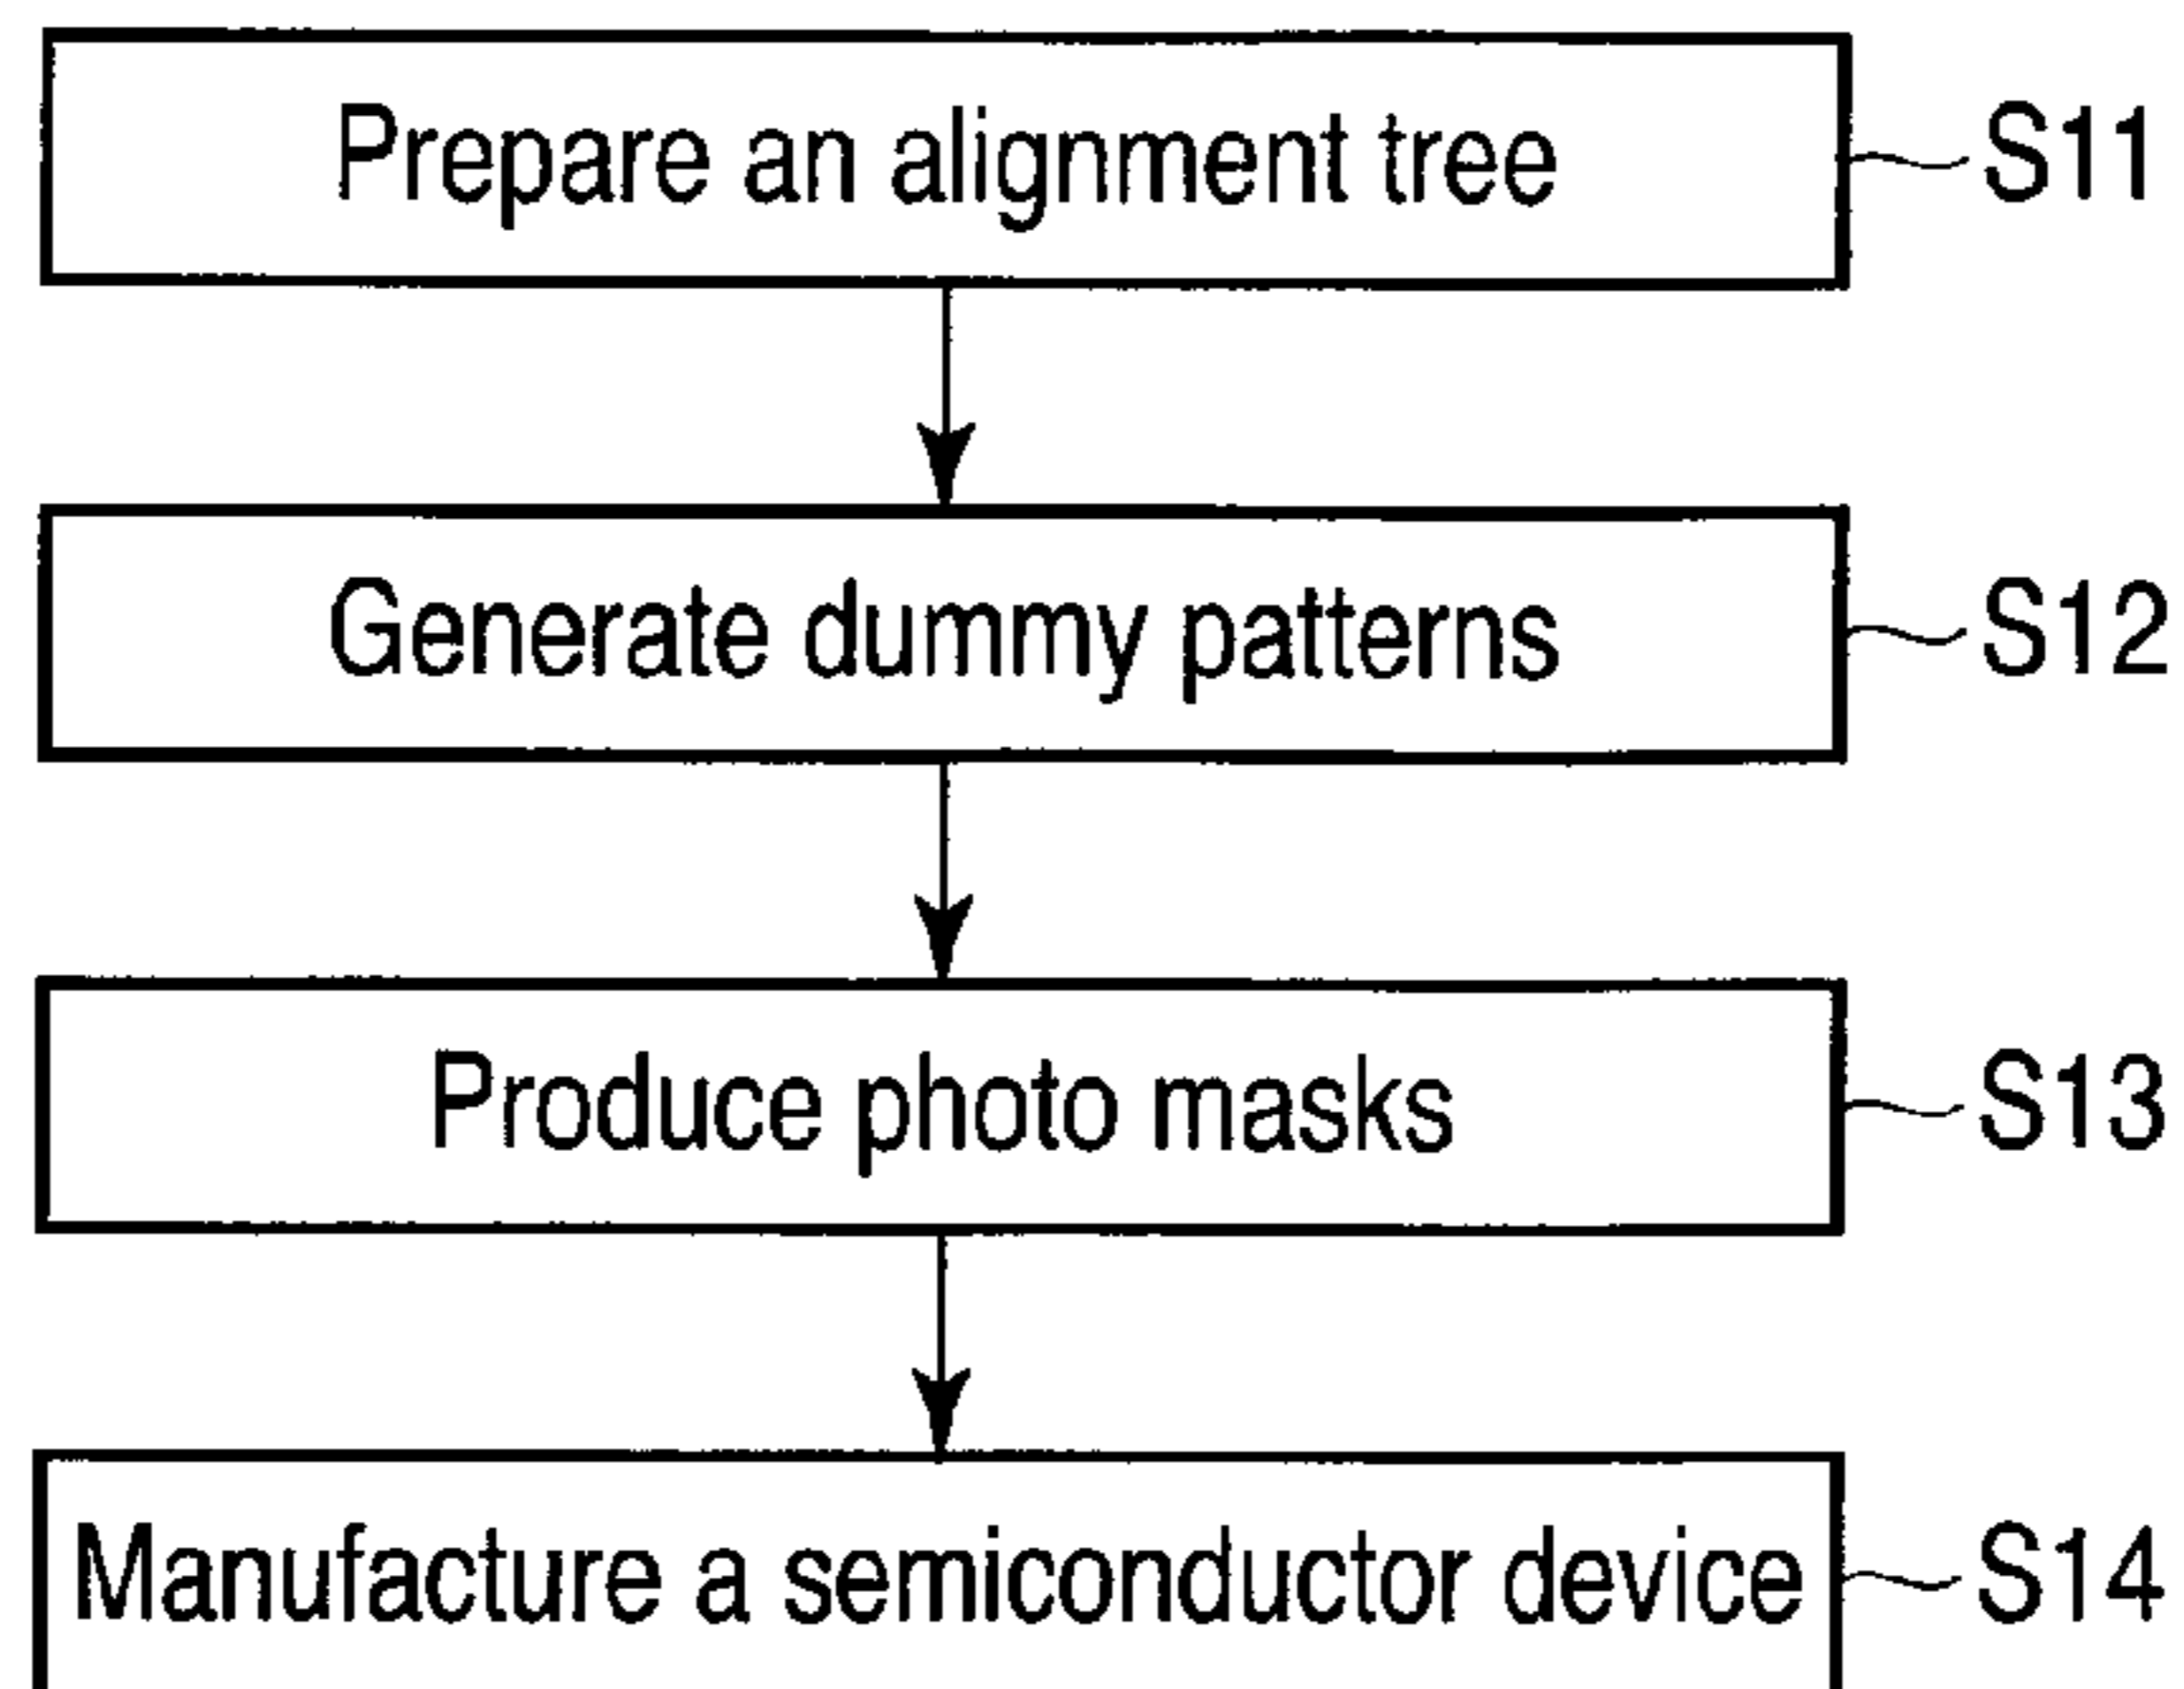 Prepare an alignment tree S11
Generate dummy patterns S12
Produce photo masks S13
Manufacture a semiconductor device S14